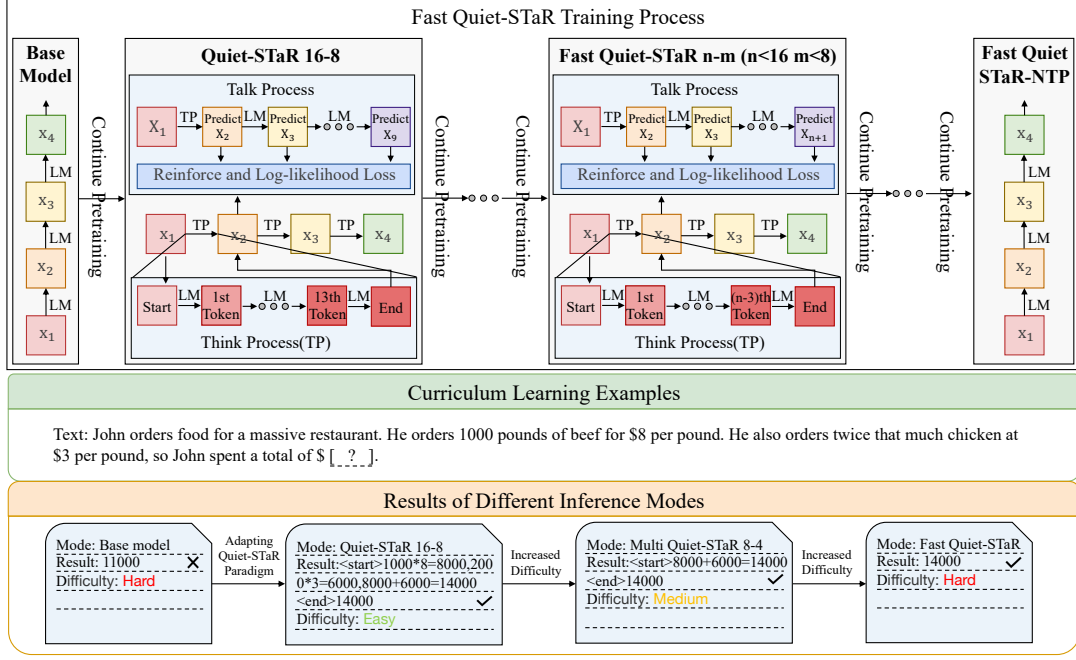 Fast Quiet-STaR Training Process
Base
Model
x₄
LM
x₃
LM
x₂
LM
x₁
Continue Pretraining
Quiet-STaR 16-8
Talk Process
X₁
TP
Predict
X₂
LM
Predict
X₃
LM
Predict
X₉
Reinforce and Log-likelihood Loss
x₁
TP
x₂
TP
x₃
TP
x₄
Start
LM
1st
Token
LM
13th
Token
LM
End
Think Process(TP)
Continue Pretraining
Continue Pretraining
Fast Quiet-STaR n-m (n<16 m<8)
Talk Process
X₁
TP
Predict
X₂
LM
Predict
X₃
LM
Predict
Xₙ₊₁
Reinforce and Log-likelihood Loss
x₁
TP
x₂
TP
x₃
TP
x₄
Start
LM
1st
Token
LM
(n-3)th
Token
LM
End
Think Process(TP)
Continue Pretraining
Continue Pretraining
Fast Quiet
STaR-NTP
x₄
LM
x₃
LM
x₂
LM
x₁
Curriculum Learning Examples
Text: John orders food for a massive restaurant. He orders 1000 pounds of beef for $8 per pound. He also orders twice that much chicken at
$3 per pound, so John spent a total of $ [ ? ].
Results of Different Inference Modes
Mode: Base model
Result: 11000
Difficulty: Hard
Adapting
Quiet-STaR
Paradigm
Mode: Quiet-STaR 16-8
Result:<start>1000*8=8000,200
0*3=6000,8000+6000=14000
<end>14000
Difficulty: Easy
Increased
Difficulty
Mode: Multi Quiet-STaR 8-4
Result:<start>8000+6000=14000
<end>14000
Difficulty: Medium
Increased
Difficulty
Mode: Fast Quiet-STaR
Result: 14000
Difficulty: Hard